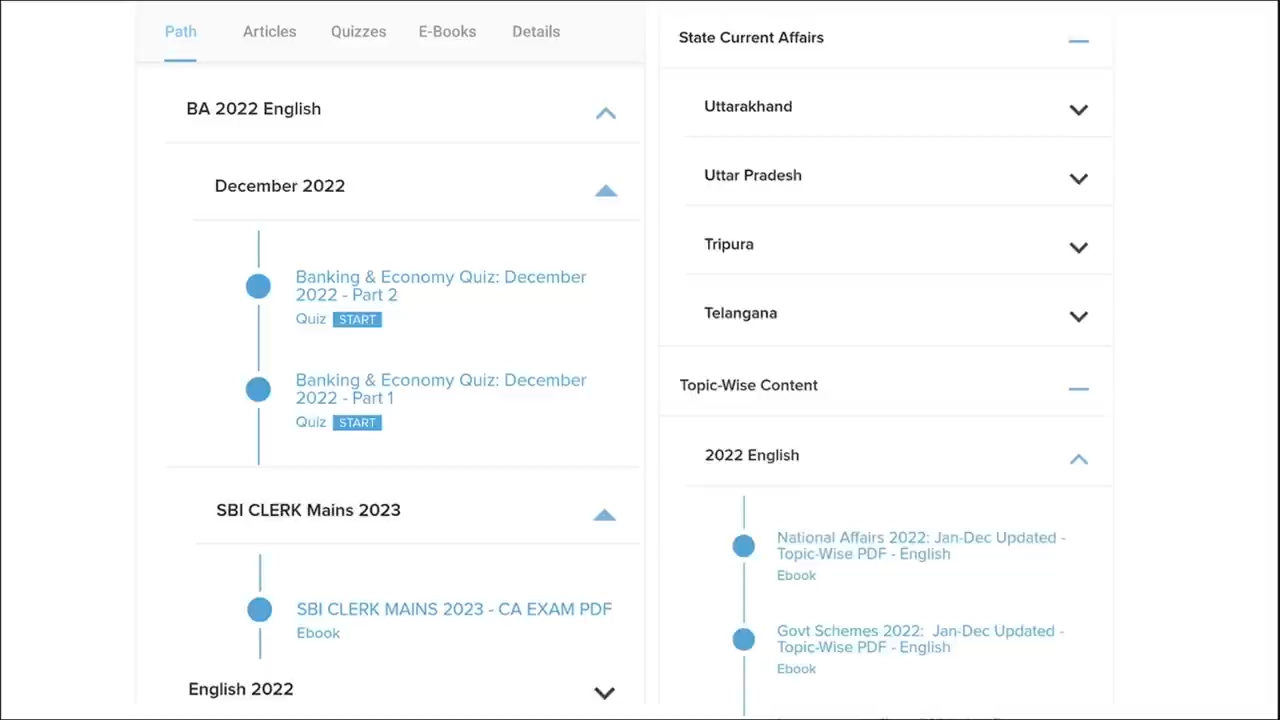 Path Articles Quizzes E-Books Details
BA 2022 English
December 2022
Banking & Economy Quiz: December
2022 - Part 2
Quiz START
Banking & Economy Quiz: December
2022 - Part 1
Quiz START
SBI CLERK Mains 2023
SBI CLERK MAINS 2023 - CA EXAM PDF
Ebook
English 2022
State Current Affairs
Uttarakhand
Uttar Pradesh
Tripura
Telangana
Topic-Wise Content
2022 English
National Affairs 2022: Jan-Dec Updated -
Topic-Wise PDF - English
Ebook
Govt Schemes 2022: Jan-Dec Updated -
Topic-Wise PDF - English
Ebook